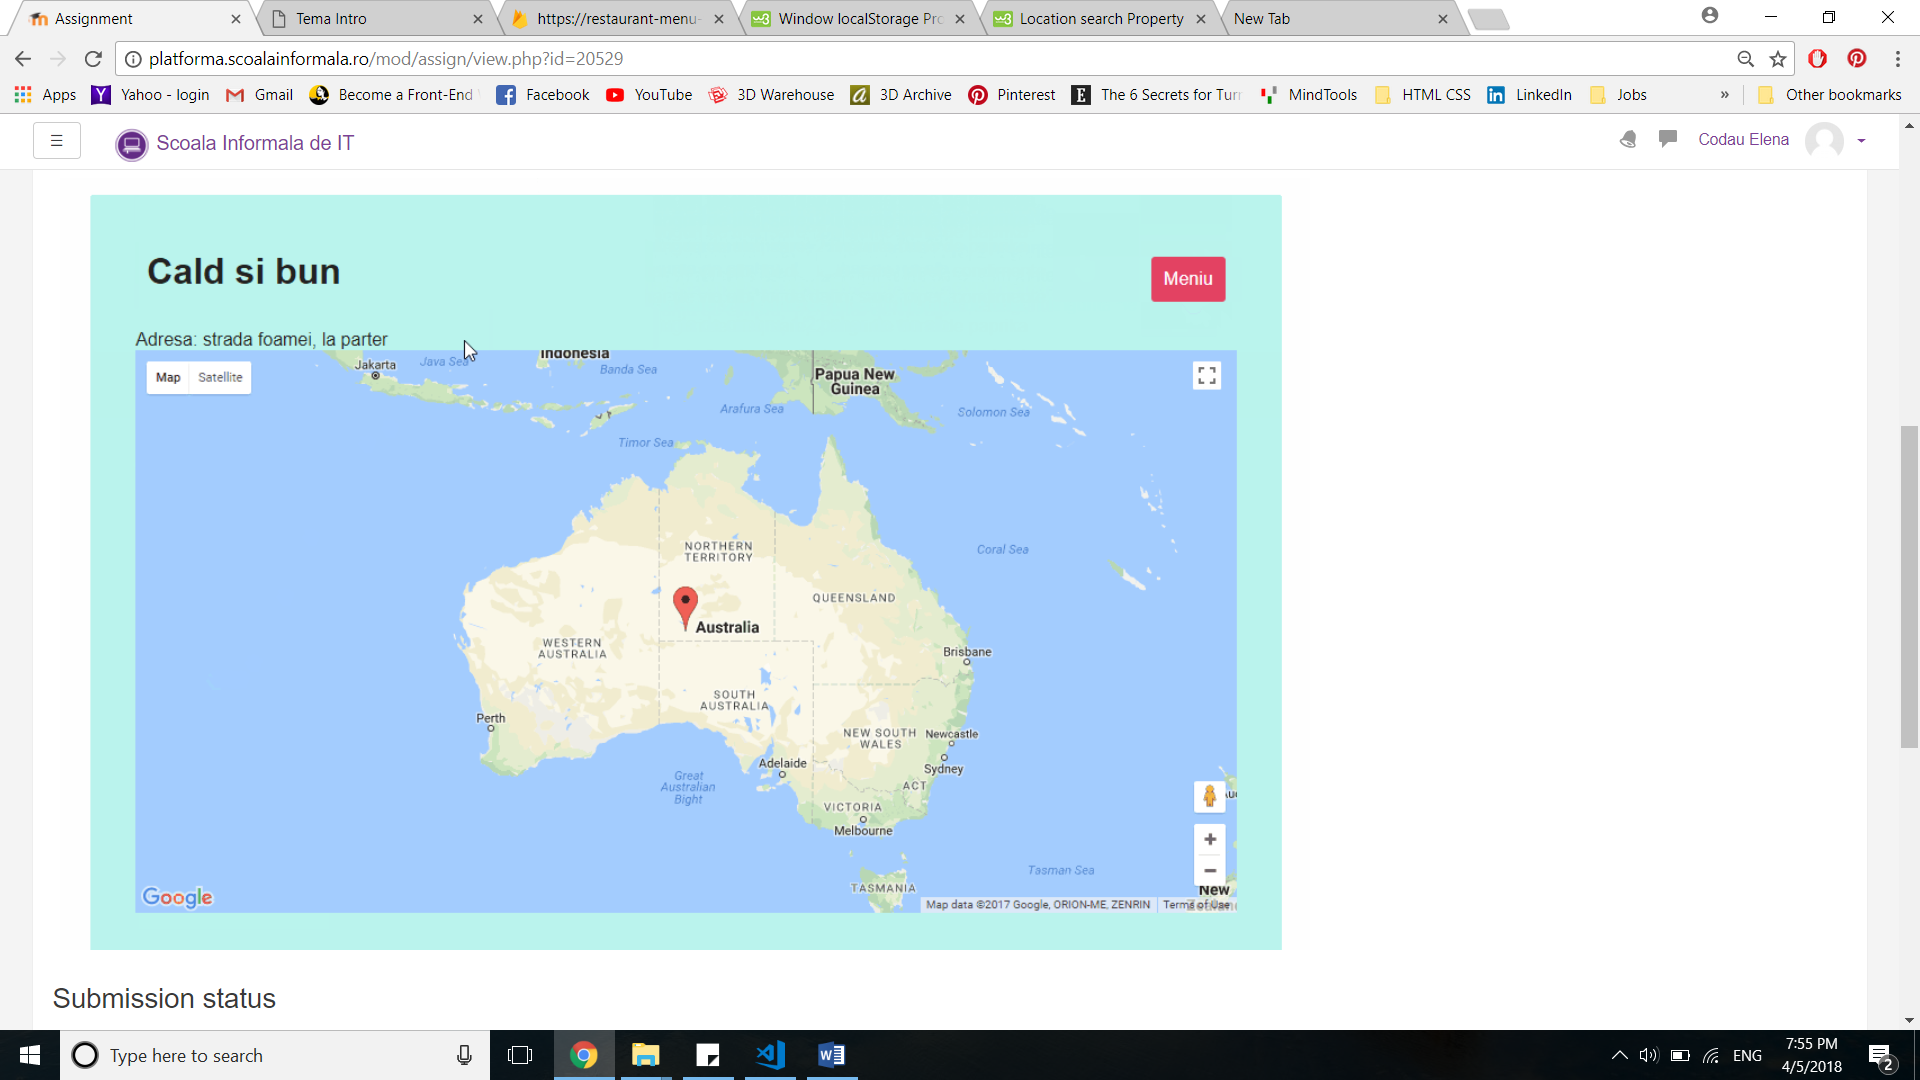 Assignment
Tema Intro
https://restaurant-menu-
Window localStorage Pro
Location search Property
New Tab
platforma.scoalainformala.ro/mod/assign/view.php?id=20529
Apps
Yahoo - login
Gmail
Become a Front-End
Facebook
YouTube
3D Warehouse
3D Archive
Pinterest
The 6 Secrets for Turn
MindTools
HTML CSS
LinkedIn
Jobs
»
Other bookmarks
Scoala Informala de IT
Codau Elena
Cald si bun
Meniu
Adresa: strada foamei, la parter
Map
Satellite
Jakarta
Java Sea
Indonesia
Banda Sea
Papua New
Guinea
Arafura Sea
Solomon Sea
Timor Sea
NORTHERN
TERRITORY
Coral Sea
QUEENSLAND
Australia
WESTERN
AUSTRALIA
Brisbane
SOUTH
AUSTRALIA
Perth
NEW SOUTH
WALES
Newcastle
Adelaide
Sydney
Great
Australian
Bight
ACT
VICTORIA
Melbourne
Tasman Sea
TASMANIA
New
Google
Map data ©2017 Google, ORION-ME, ZENRIN
Terms of Use
Submission status
Type here to search
ENG
7:55 PM
4/5/2018
2